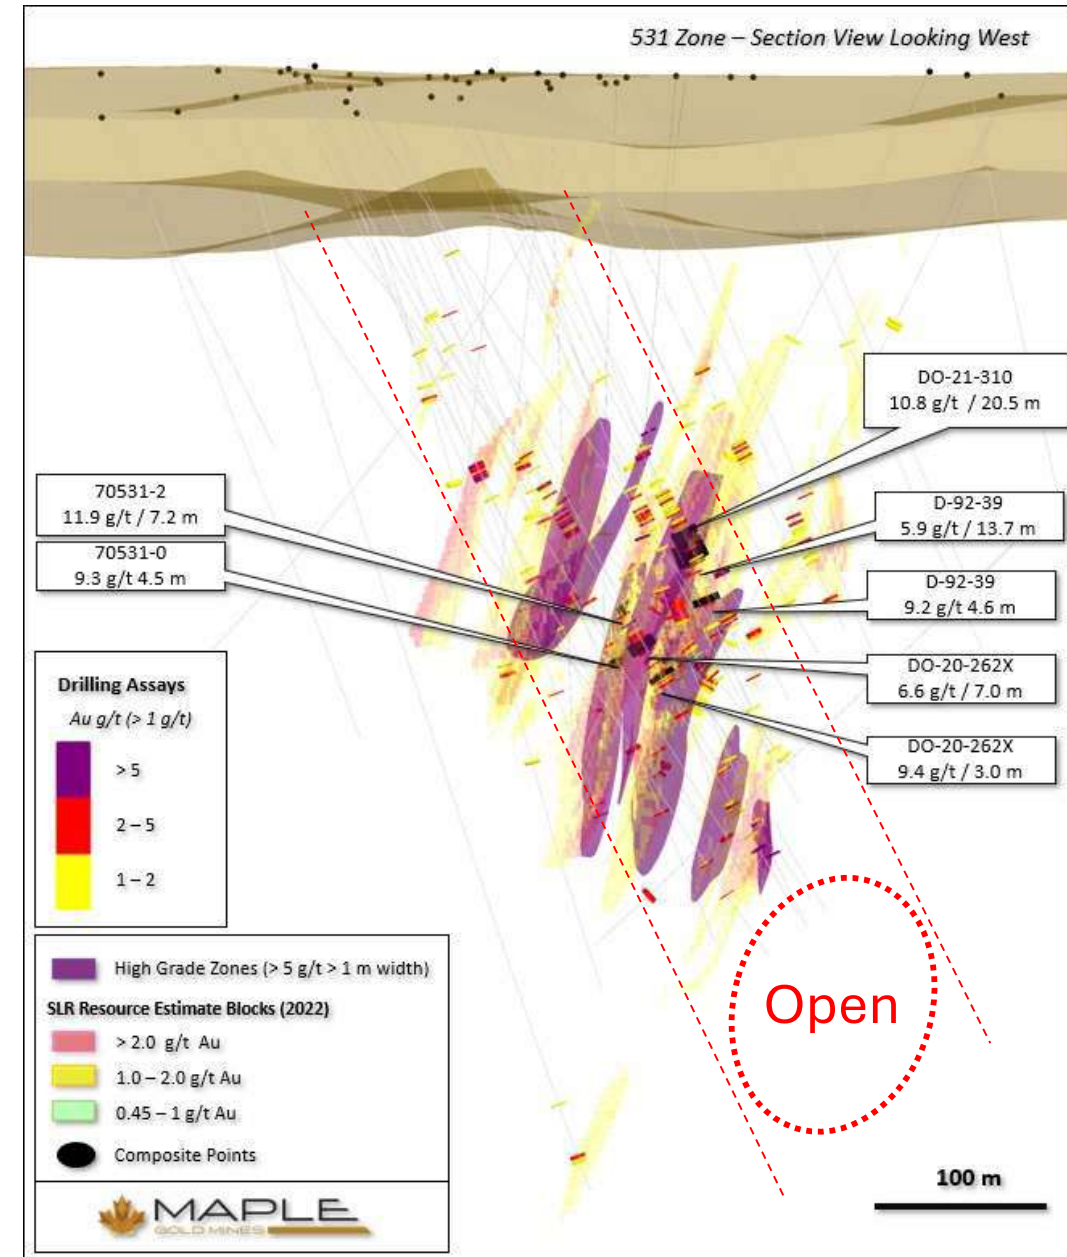 531 Zone – Section View Looking West
DO-21-310
10.8 g/t / 20.5 m
70531-2
11.9 g/t / 7.2 m
70531-0
9.3 g/t 4.5 m
D-92-39
5.9 g/t / 13.7 m
D-92-39
9.2 g/t 4.6 m
DO-20-262X
6.6 g/t / 7.0 m
DO-20-262X
9.4 g/t / 3.0 m
Drilling Assays
Au g/t (> 1 g/t)
> 5
2 – 5
1 – 2
High Grade Zones (> 5 g/t > 1 m width)
SLR Resource Estimate Blocks (2022)
> 2.0 g/t Au
1.0 – 2.0 g/t Au
0.45 – 1 g/t Au
Composite Points
MAPLE
GOLD MINES
Open
100 m